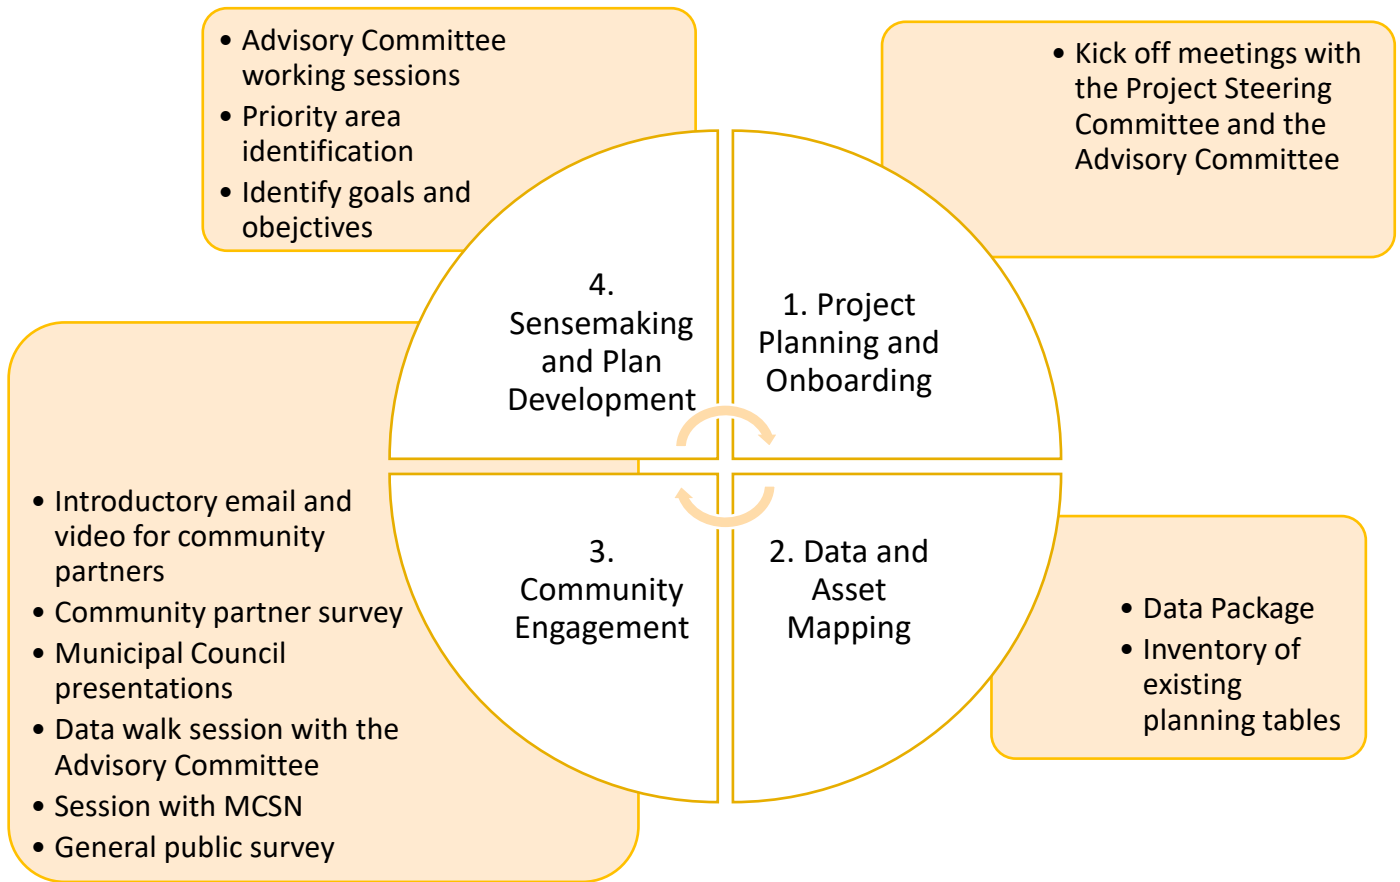 • Advisory Committee
working sessions
• Priority area
identification
• Identify goals and
obejctives
• Kick off meetings with
the Project Steering
Committee and the
Advisory Committee
4.
Sensemaking
and Plan
Development
1. Project
Planning and
Onboarding
3.
Community
Engagement
2. Data and
Asset
Mapping
• Introductory email and
video for community
partners
• Community partner survey
• Municipal Council
presentations
• Data walk session with the
Advisory Committee
• Session with MCSN
• General public survey
• Data Package
• Inventory of
existing
planning tables